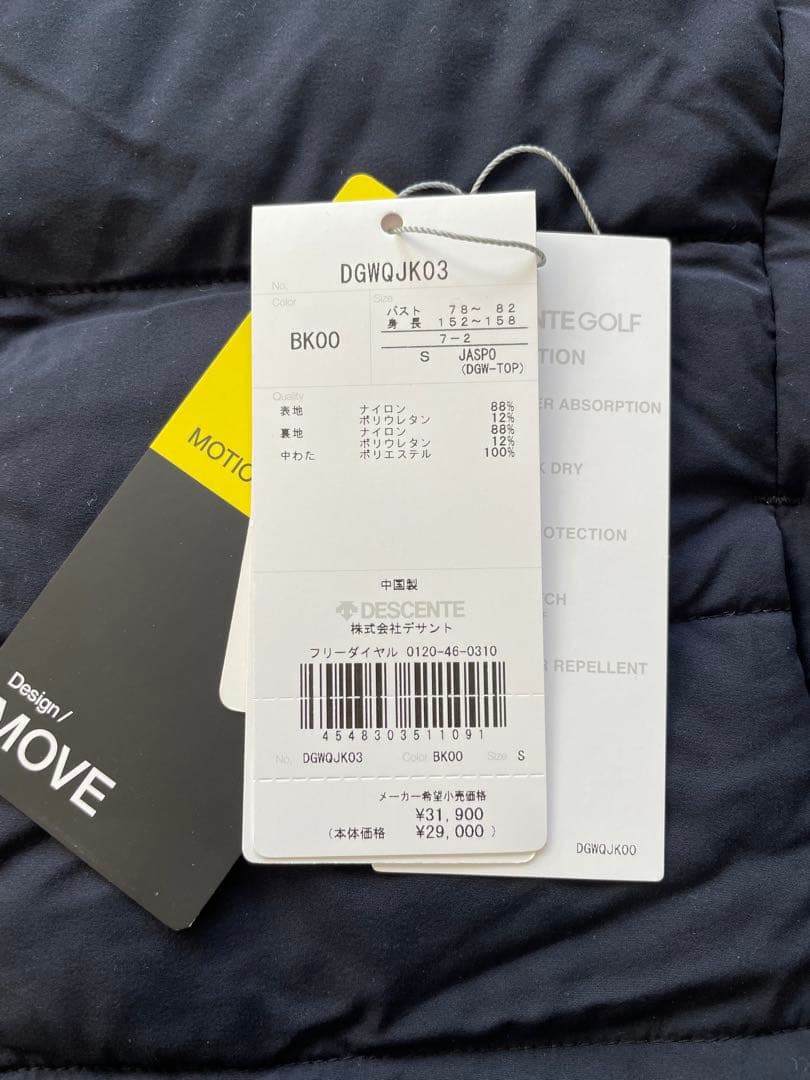 No. DGWQJK03
Color
BK00
Size
バスト 78～ 82
身 長 152～158
7-2
S JASPO
(DGW-TOP)
Quality
表地 ナイロン 88%
ポリウレタン 12%
裏地 ナイロン 88%
ポリウレタン 12%
中わた ポリエステル 100%
中国製
DESCENTE
株式会社デサント
フリーダイヤル 0120-46-0310
4548303511091
No. DGWQJK03 Color BK00 Size S
メーカー希望小売価格
¥31,900
(本体価格 ¥29,000 )
MOTIO
Design/
MOVE
NTE GOLF
TION
ER ABSORPTION
K DRY
OTECTION
TCH
R REPELLENT
DGWQJK00